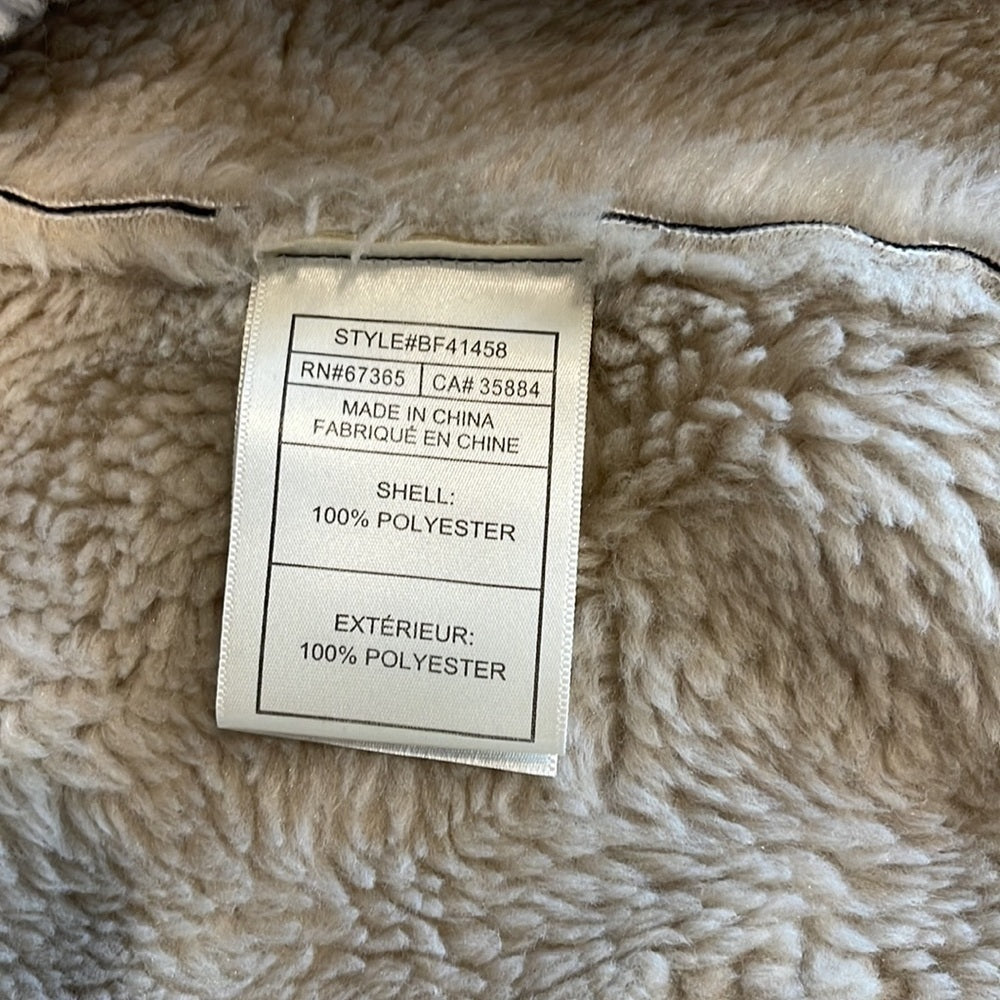 STYLE#BF41458
RN#67365 CA# 35884
MADE IN CHINA
FABRIQUÉ EN CHINE
SHELL:
100% POLYESTER
EXTÉRIEUR:
100% POLYESTER